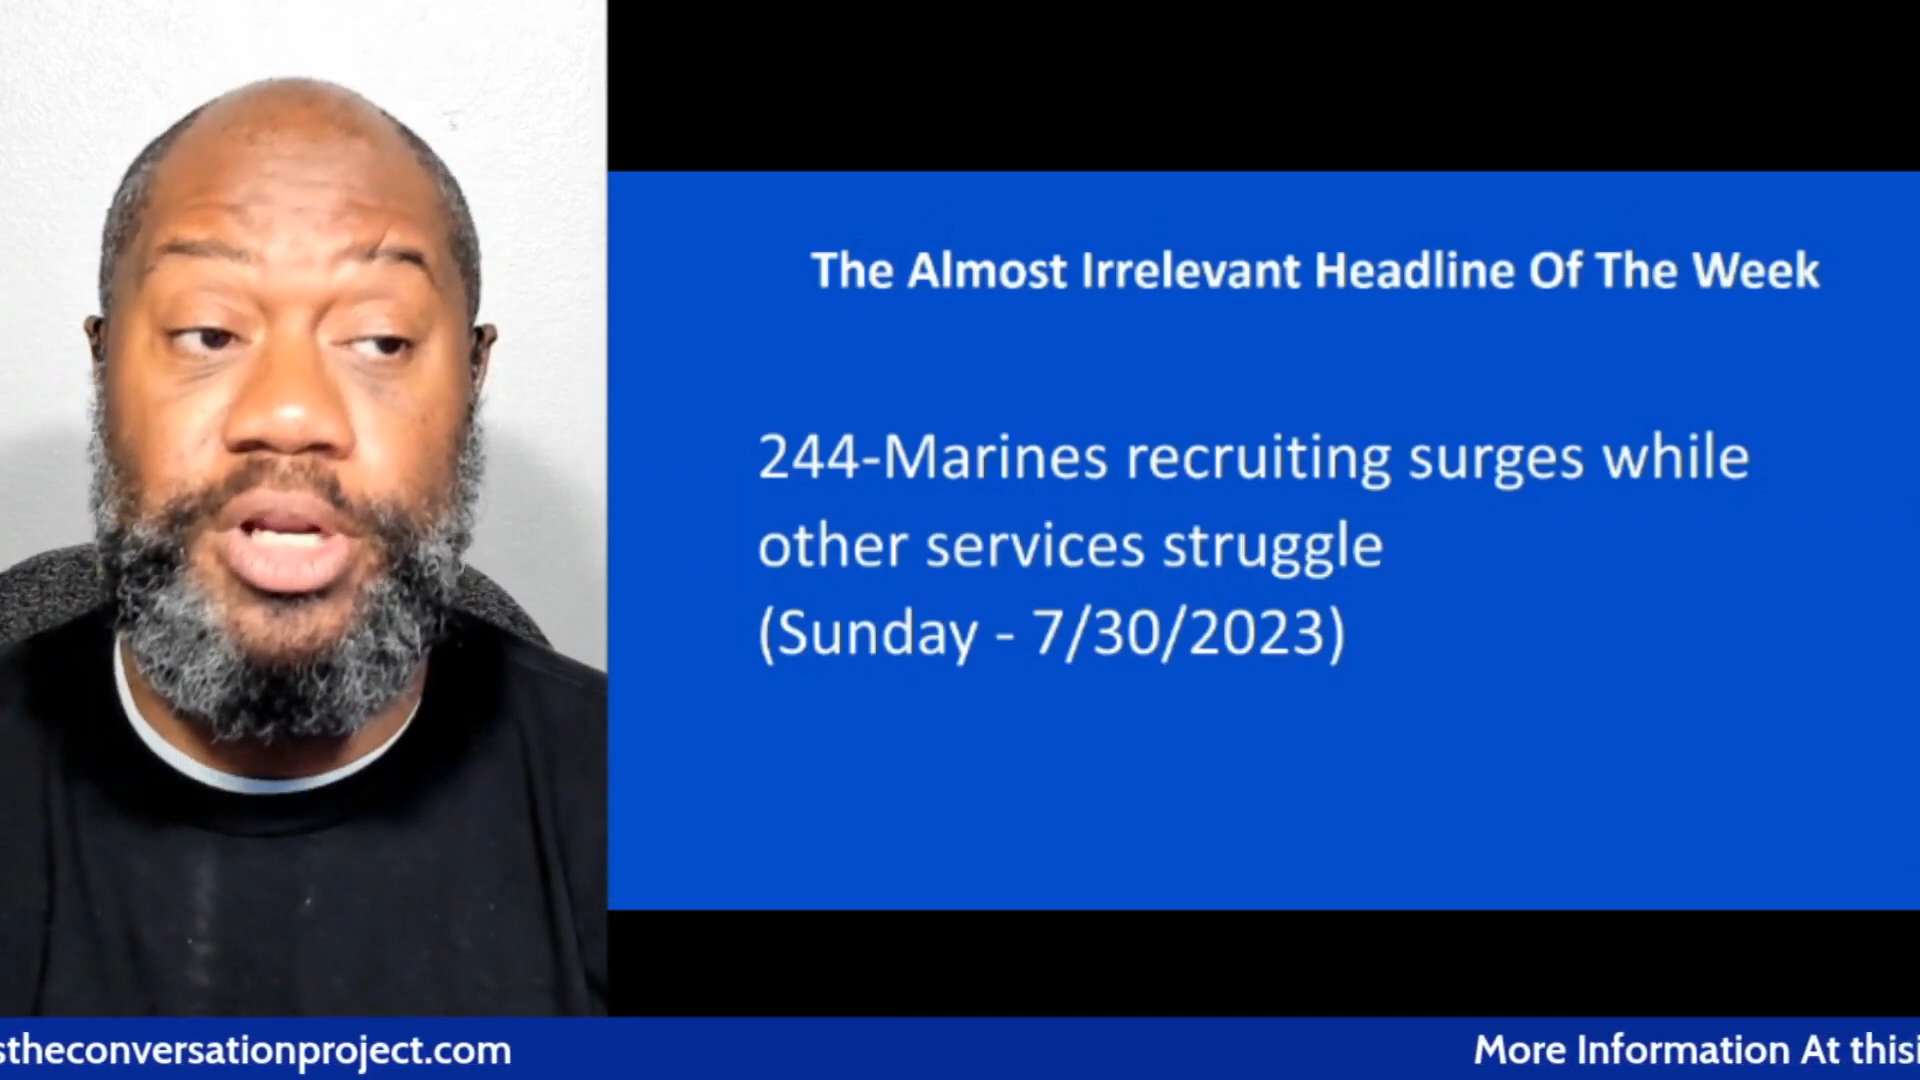 The Almost Irrelevant Headline Of The Week
244-Marines recruiting surges while
other services struggle
(Sunday - 7/30/2023)
stheconversationproject.com
More Information At thisi